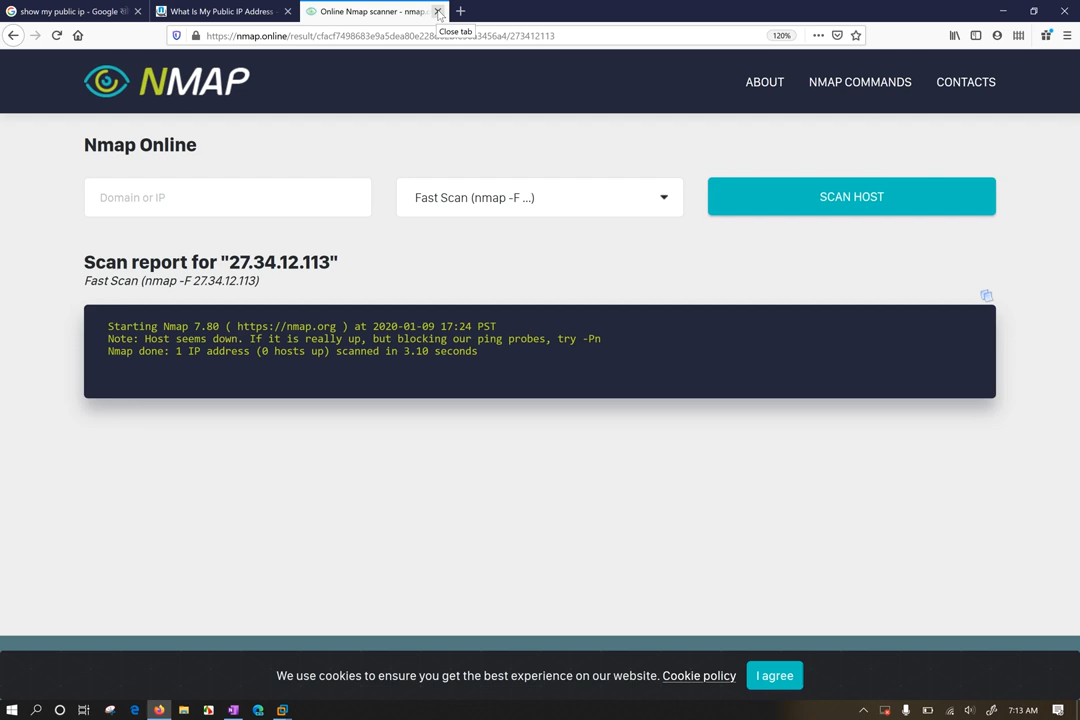 show my public ip - Google
What Is My Public IP Address -
Online Nmap scanner - nmap.
Close tab
https://nmap.online/result/cfacf7498683e9a5dea80e228
3456a4/273412113
120%
NMAP
ABOUT
NMAP COMMANDS
CONTACTS
Nmap Online
Domain or IP
Fast Scan (nmap -F ...)
SCAN HOST
Scan report for "27.34.12.113"
Fast Scan (nmap -F 27.34.12.113)
Starting Nmap 7.80 ( https://nmap.org ) at 2020-01-09 17:24 PST
Note: Host seems down. If it is really up, but blocking our ping probes, try -Pn
Nmap done: 1 IP address (0 hosts up) scanned in 3.10 seconds
We use cookies to ensure you get the best experience on our website. Cookie policy
I agree
7:13 AM